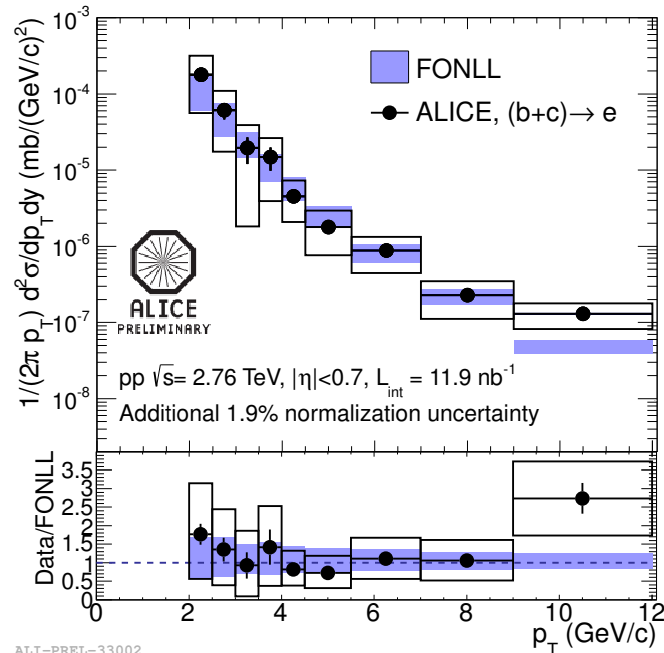 10⁻³
10⁻⁴
10⁻⁵
10⁻⁶
10⁻⁷
10⁻⁸
1/(2π p_T) d²σ/dp_Tdy (mb/(GeV/c)²)
FONLL
ALICE, (b+c)→ e
ALICE
PRELIMINARY
pp √s= 2.76 TeV, |η|<0.7, L_int = 11.9 nb⁻¹
Additional 1.9% normalization uncertainty
Data/FONLL
3.5
2.5
2
1.5
1
0.5
0
0 2 4 6 8 10 12
p_T (GeV/c)
ALI-PREL-33002